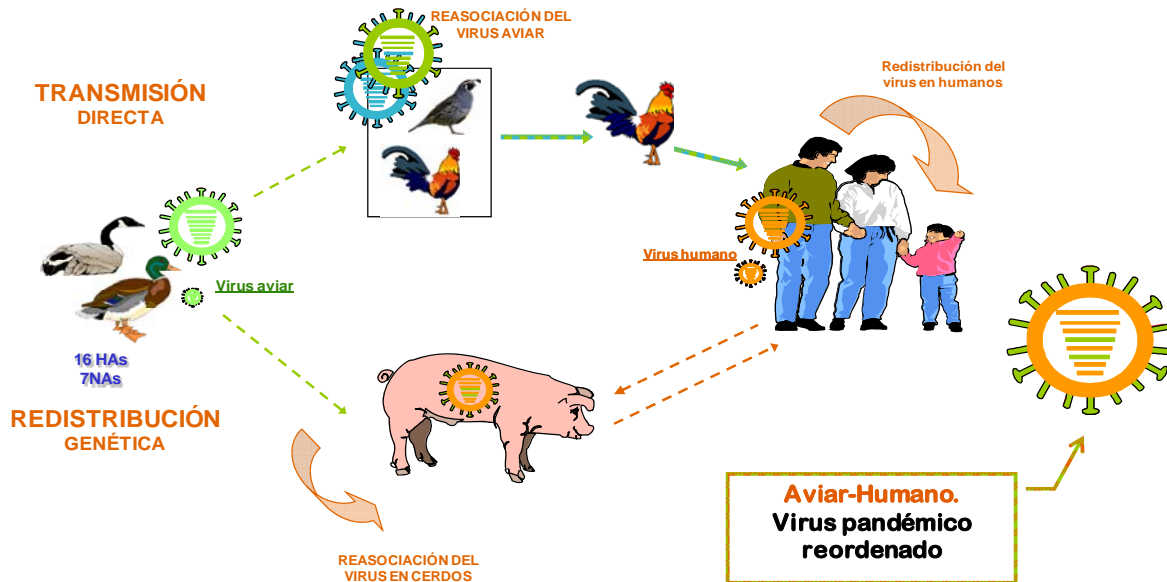 REASOCIACIÓN DEL
VIRUS AVIAR
TRANSMISIÓN
DIRECTA
Redistribución del
virus en humanos
Virus humano
Virus aviar
16 HAs
7NAs
REDISTRIBUCIÓN
GENÉTICA
Aviar-Humano.
Virus pandémico
reordenado
REASOCIACIÓN DEL
VIRUS EN CERDOS